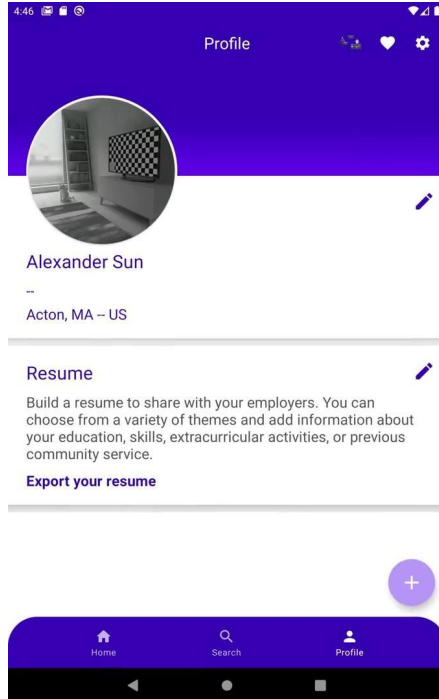 4:46
Profile
Alexander Sun
--
Acton, MA -- US
Resume
Build a resume to share with your employers. You can
choose from a variety of themes and add information about
your education, skills, extracurricular activities, or previous
community service.
Export your resume
Home
Search
Profile